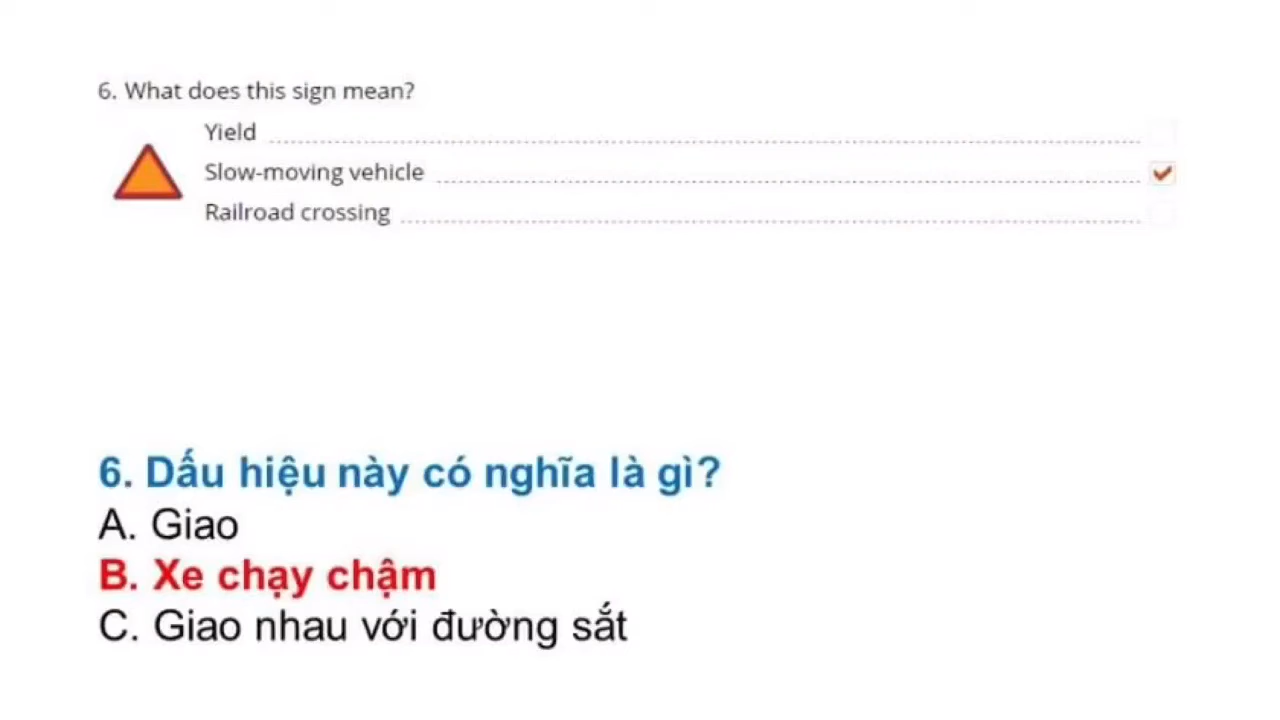 6. What does this sign mean?
Yield
Slow-moving vehicle
Railroad crossing
6. Dấu hiệu này có nghĩa là gì?
A. Giao
B. Xe chạy chậm
C. Giao nhau với đường sắt